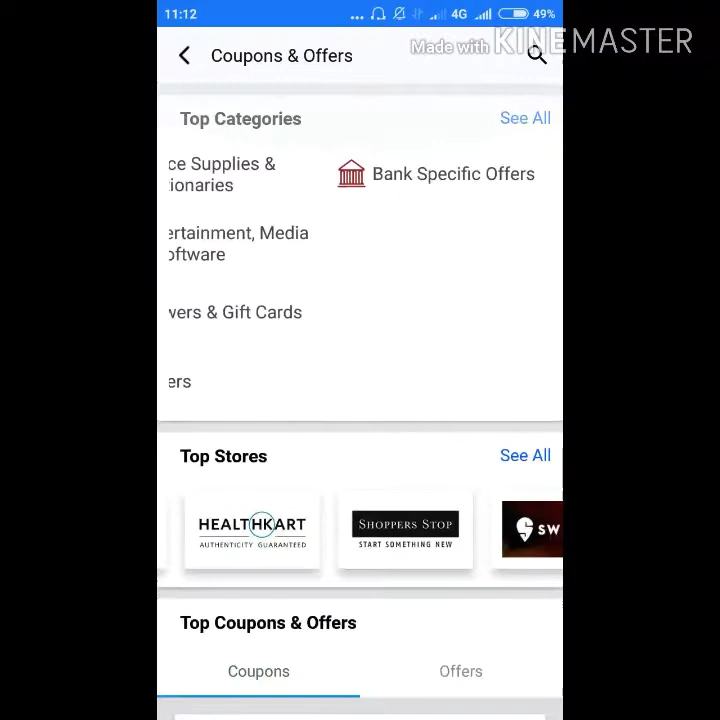 11:12
4G
49%
Coupons & Offers
Made with KINEMASTER
Top Categories
See All
ce Supplies &
ionaries
Bank Specific Offers
ertainment, Media
oftware
wers & Gift Cards
ers
Top Stores
See All
HEALTHKART
AUTHENTICITY GUARANTEED
SHOPPERS STOP
START SOMETHING NEW
SW
Top Coupons & Offers
Coupons
Offers